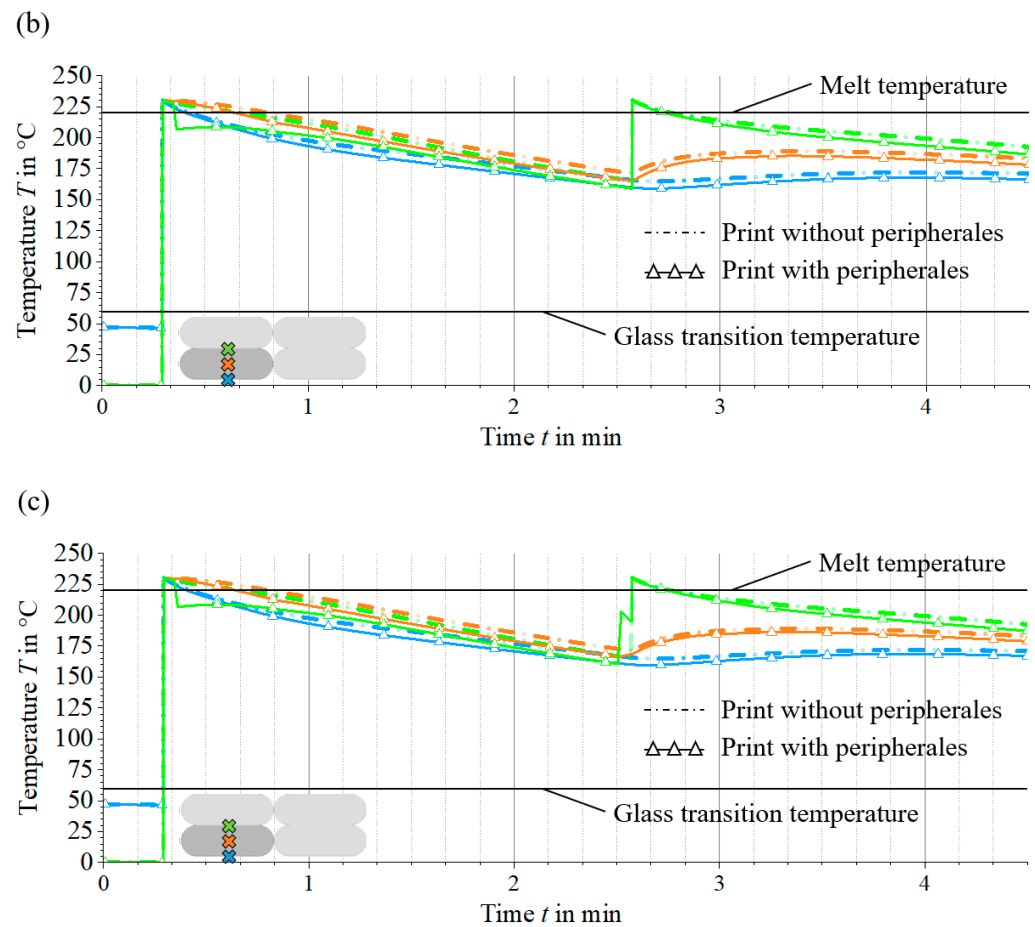 (b)
250
225
200
175
150
125
100
75
50
25
0
Temperature T in °C
Melt temperature
Print without peripherales
Print with peripherales
Glass transition temperature
0 1 2 3 4
Time t in min
(c)
250
225
200
175
150
125
100
75
50
25
0
Temperature T in °C
Melt temperature
Print without peripherales
Print with peripherales
Glass transition temperature
0 1 2 3 4
Time t in min